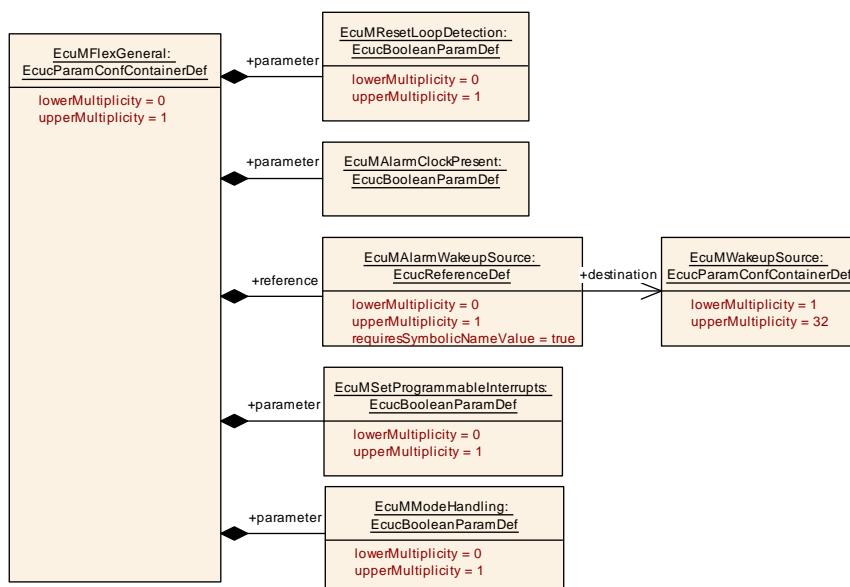 EcuMFlexGeneral:
EcucParamConfContainerDef
lowerMultiplicity = 0
upperMultiplicity = 1
+parameter
EcuMResetLoopDetection:
EcucBooleanParamDef
lowerMultiplicity = 0
upperMultiplicity = 1
+parameter
EcuMAlarmClockPresent:
EcucBooleanParamDef
+reference
EcuMAlarmWakeupSource:
EcucReferenceDef
lowerMultiplicity = 0
upperMultiplicity = 1
requiresSymbolicNameValue = true
+destination
EcuMWakeupSource:
EcucParamConfContainerDef
lowerMultiplicity = 1
upperMultiplicity = 32
+parameter
EcuMSetProgrammableInterrupts:
EcucBooleanParamDef
lowerMultiplicity = 0
upperMultiplicity = 1
+parameter
EcuMModeHandling:
EcucBooleanParamDef
lowerMultiplicity = 0
upperMultiplicity = 1